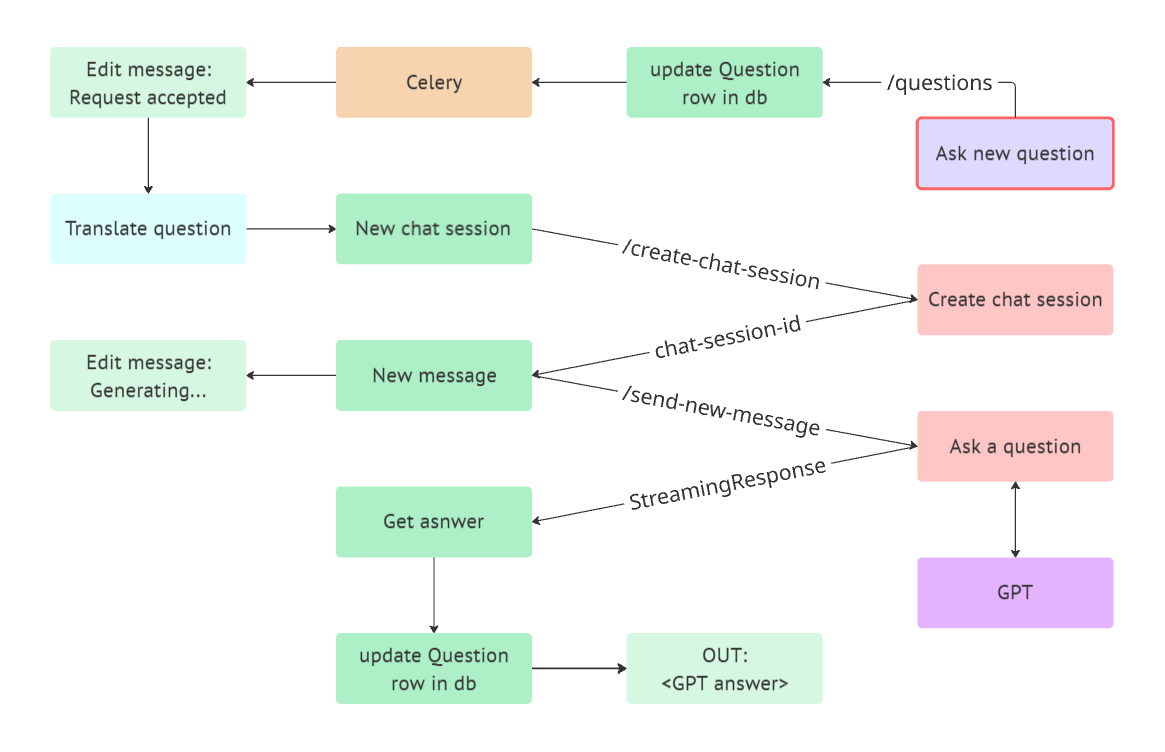 Edit message:
Request accepted
Celery
update Question
row in db
/questions
Ask new question
Translate question
New chat session
/create-chat-session
Create chat session
chat-session-id
Edit message:
Generating...
New message
/send-new-message
Ask a question
StreamingResponse
Get asnwer
GPT
update Question
row in db
OUT:
<GPT answer>